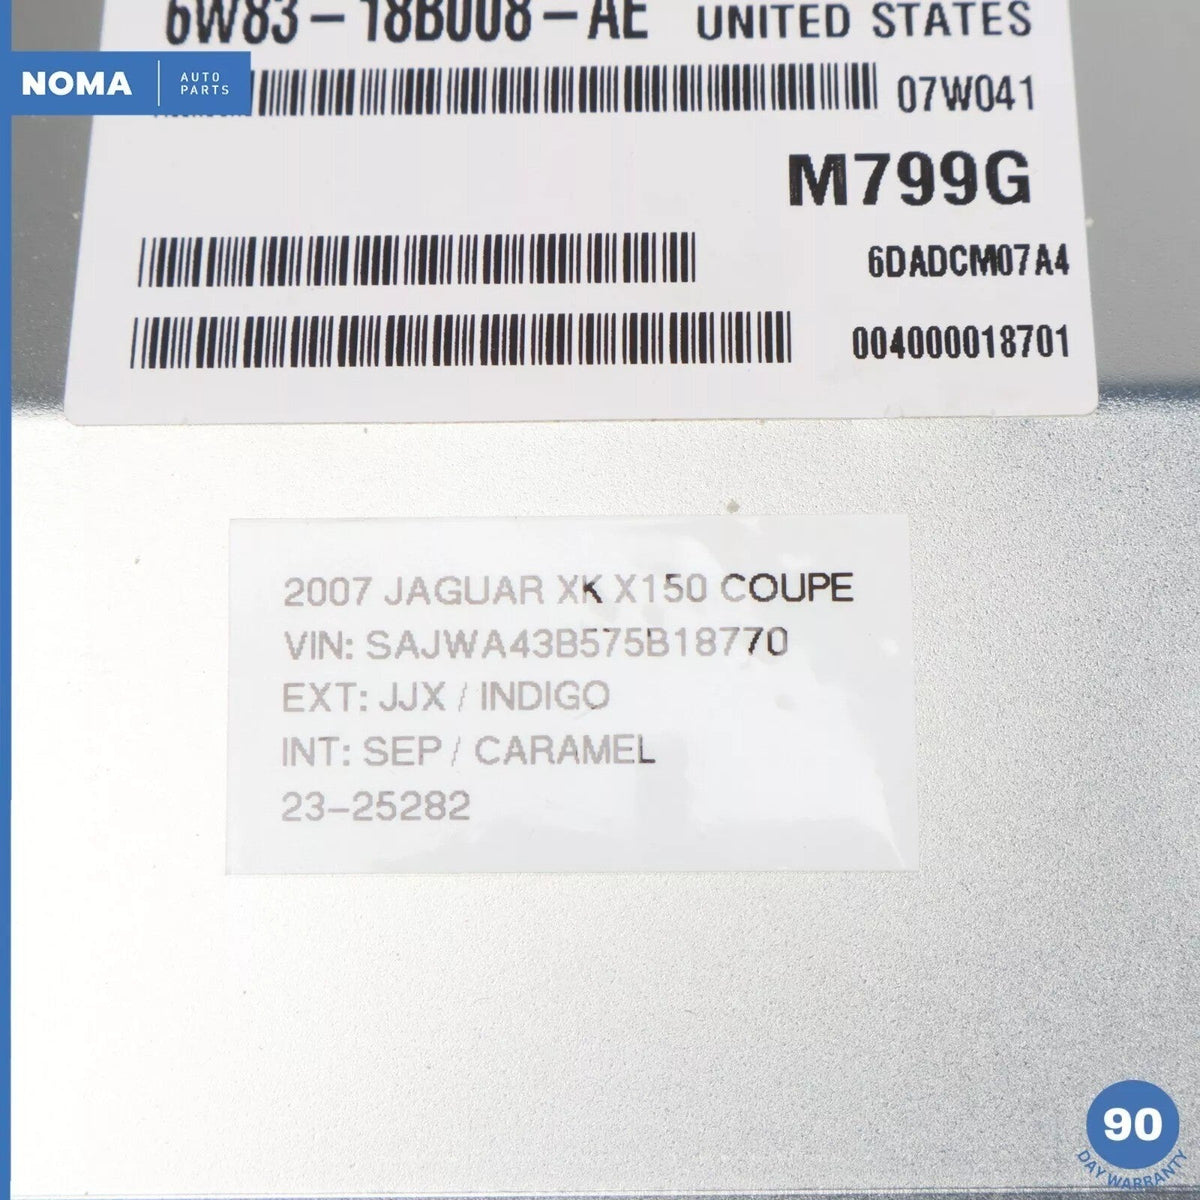 6W83-18B008-AE UNITED STATES
NOMA AUTO PARTS
07W041
M799G
6DADCM07A4
004000018701
2007 JAGUAR XK X150 COUPE
VIN: SAJWA43B575B18770
EXT: JJX / INDIGO
INT: SEP / CARAMEL
23-25282
90
DAY WARRANTY